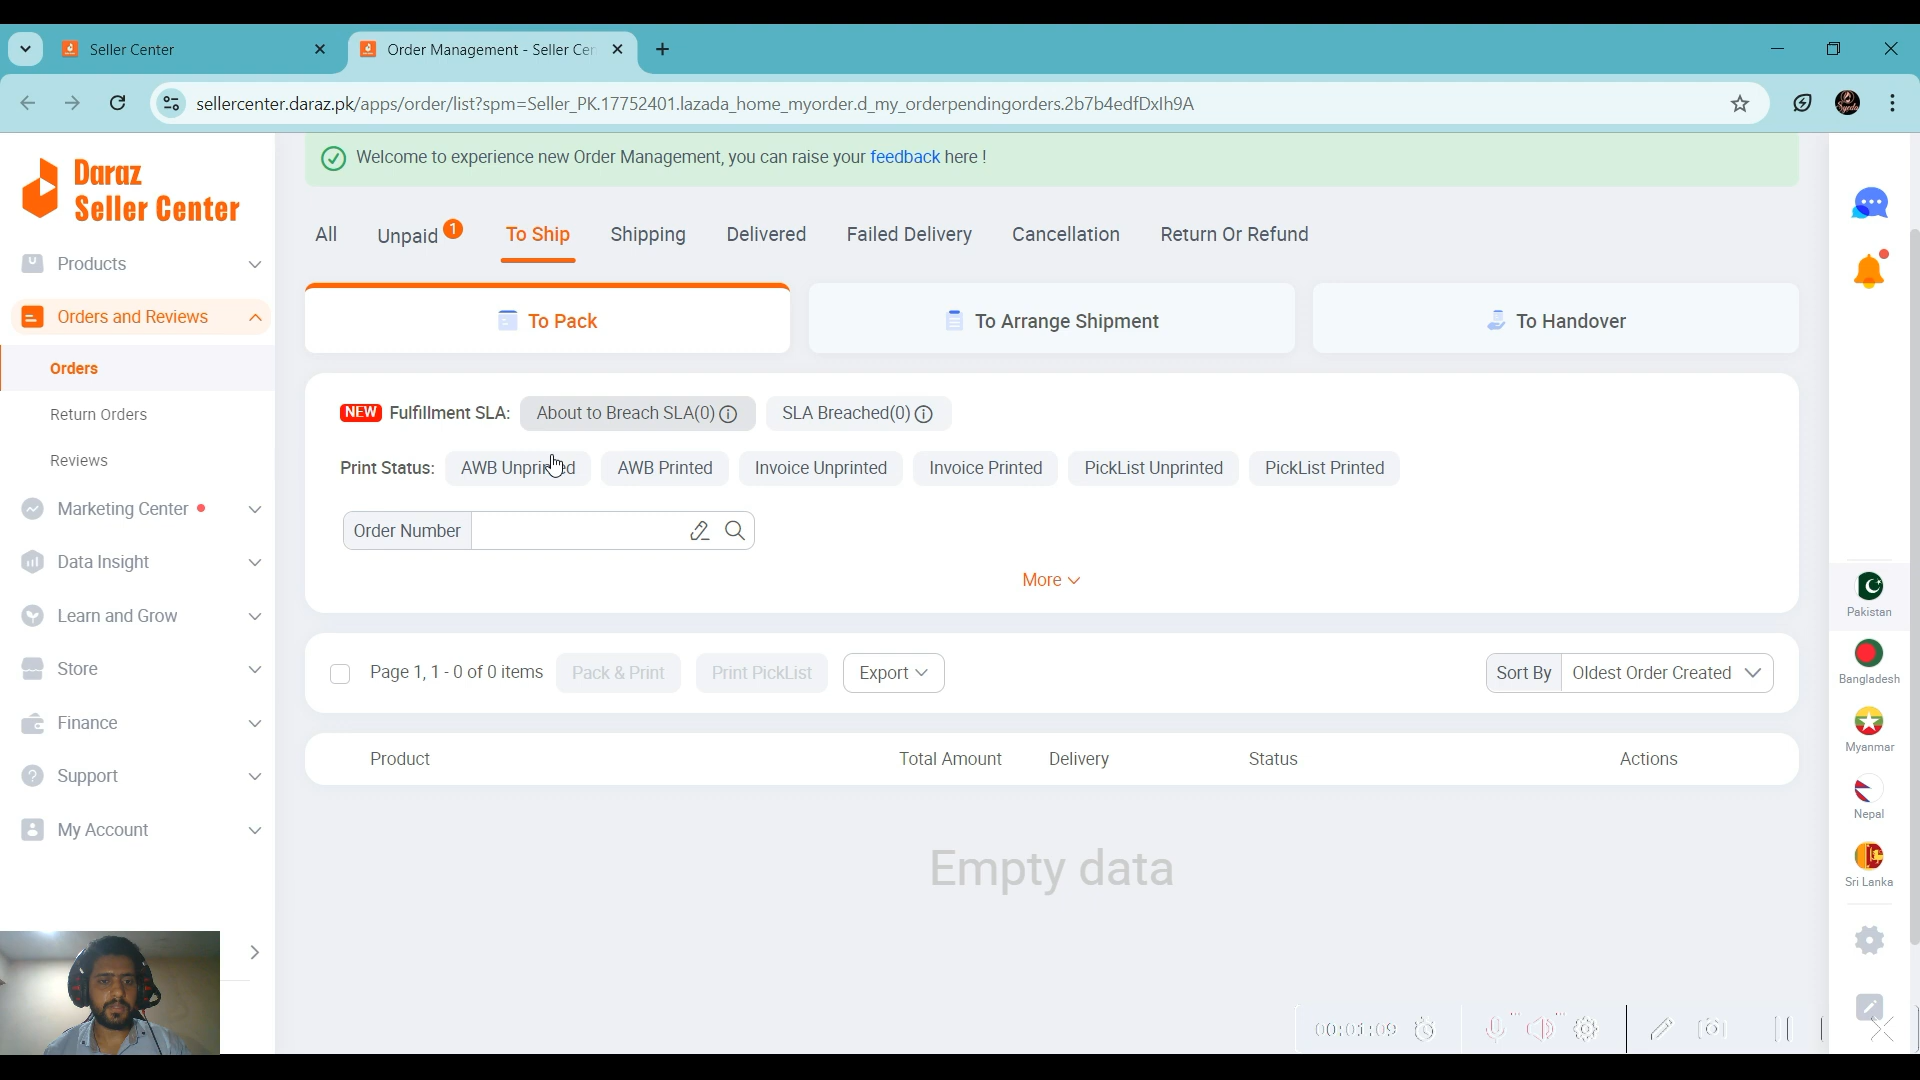 Seller Center
Order Management - Seller Cen
sellercenter.daraz.pk/apps/order/list?spm=Seller_PK.17752401.lazada_home_myorder.d_my_orderpendingorders.2b7b4edfDxIh9A
Daraz
Seller Center
Welcome to experience new Order Management, you can raise your feedback here !
All
Unpaid 1
To Ship
Shipping
Delivered
Failed Delivery
Cancellation
Return Or Refund
Products
Orders and Reviews
Orders
Return Orders
Reviews
Marketing Center
Data Insight
Learn and Grow
Store
Finance
Support
My Account
To Pack
To Arrange Shipment
To Handover
NEW Fulfillment SLA: About to Breach SLA(0) SLA Breached(0)
Print Status: AWB Unprinted AWB Printed Invoice Unprinted Invoice Printed PickList Unprinted PickList Printed
Order Number
More
Page 1, 1 - 0 of 0 items Pack & Print Print PickList Export Sort By Oldest Order Created
Product Total Amount Delivery Status Actions
Empty data
Pakistan
Bangladesh
Myanmar
Nepal
Sri Lanka
00:01:09